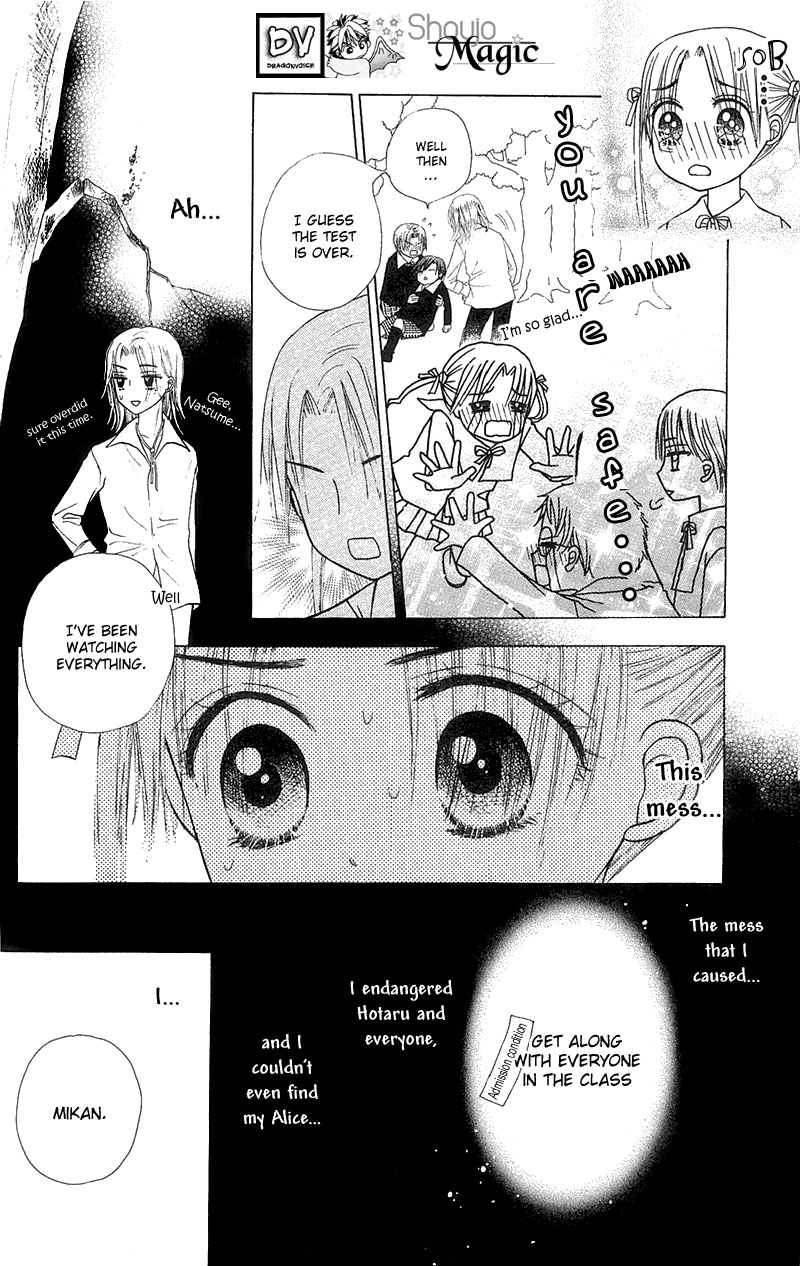 DV
DRAGONVOICE
Shoujo
Magic
SOB
...
you are safe...
WAAAAAH
I'm so glad...
WELL
THEN
...
I GUESS
THE TEST
IS OVER.
Ah...
Gee,
Natsume...
sure overdid
it this time.
Well
I'VE BEEN
WATCHING
EVERYTHING.
This
mess...
The mess
that I
caused...
Admission condition
GET ALONG
WITH EVERYONE
IN THE CLASS
I endangered
Hotaru and
everyone,
and I
couldn't
even find
my Alice...
I...
MIKAN.